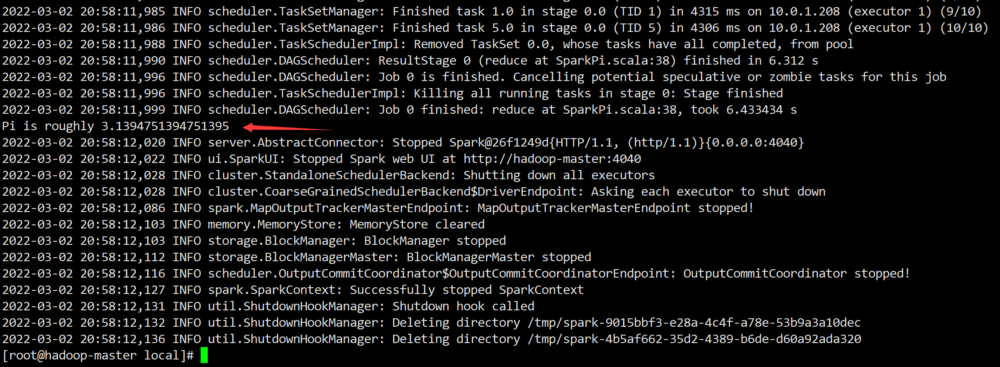 2022-03-02 20:58:11,985 INFO scheduler.TaskSetManager: Finished task 1.0 in stage 0.0 (TID 1) in 4315 ms on 10.0.1.208 (executor 1) (9/10)
2022-03-02 20:58:11,986 INFO scheduler.TaskSetManager: Finished task 5.0 in stage 0.0 (TID 5) in 4306 ms on 10.0.1.208 (executor 1) (10/10)
2022-03-02 20:58:11,988 INFO scheduler.TaskSchedulerImpl: Removed TaskSet 0.0, whose tasks have all completed, from pool
2022-03-02 20:58:11,990 INFO scheduler.DAGScheduler: ResultStage 0 (reduce at SparkPi.scala:38) finished in 6.312 s
2022-03-02 20:58:11,996 INFO scheduler.DAGScheduler: Job 0 is finished. Cancelling potential speculative or zombie tasks for this job
2022-03-02 20:58:11,996 INFO scheduler.TaskSchedulerImpl: Killing all running tasks in stage 0: Stage finished
2022-03-02 20:58:11,999 INFO scheduler.DAGScheduler: Job 0 finished: reduce at SparkPi.scala:38, took 6.433434 s
Pi is roughly 3.1394751394751395
2022-03-02 20:58:12,020 INFO server.AbstractConnector: Stopped Spark@26f1249d{HTTP/1.1, (http/1.1)}{0.0.0.0:4040}
2022-03-02 20:58:12,022 INFO ui.SparkUI: Stopped Spark web UI at http://hadoop-master:4040
2022-03-02 20:58:12,028 INFO cluster.StandaloneSchedulerBackend: Shutting down all executors
2022-03-02 20:58:12,028 INFO cluster.CoarseGrainedSchedulerBackend$DriverEndpoint: Asking each executor to shut down
2022-03-02 20:58:12,086 INFO spark.MapOutputTrackerMasterEndpoint: MapOutputTrackerMasterEndpoint stopped!
2022-03-02 20:58:12,103 INFO memory.MemoryStore: MemoryStore cleared
2022-03-02 20:58:12,103 INFO storage.BlockManager: BlockManager stopped
2022-03-02 20:58:12,112 INFO storage.BlockManagerMaster: BlockManagerMaster stopped
2022-03-02 20:58:12,116 INFO scheduler.OutputCommitCoordinator$OutputCommitCoordinatorEndpoint: OutputCommitCoordinator stopped!
2022-03-02 20:58:12,127 INFO spark.SparkContext: Successfully stopped SparkContext
2022-03-02 20:58:12,131 INFO util.ShutdownHookManager: Shutdown hook called
2022-03-02 20:58:12,132 INFO util.ShutdownHookManager: Deleting directory /tmp/spark-9015bbf3-e28a-4c4f-a78e-53b9a3a10dec
2022-03-02 20:58:12,136 INFO util.ShutdownHookManager: Deleting directory /tmp/spark-4b5af662-35d2-4389-b6de-d60a92ada320
[root@hadoop-master local]#